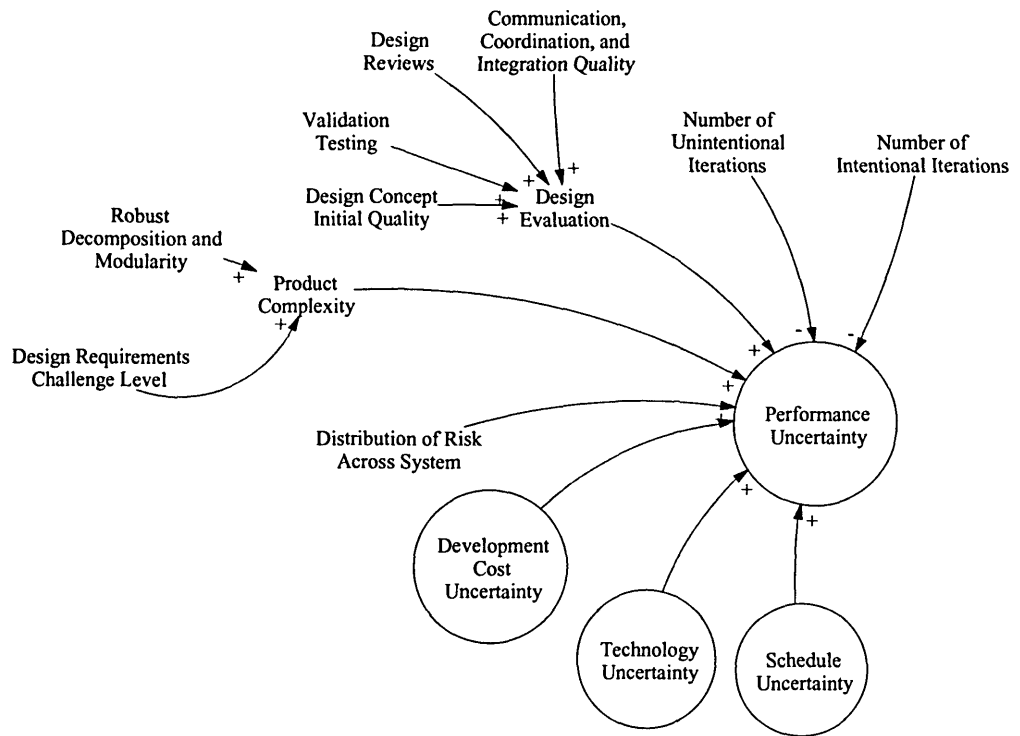 Communication,
Coordination, and
Integration Quality
Design
Reviews
Validation
Testing
Number of
Unintentional
Iterations
Number of
Intentional Iterations
+
+
Design Concept
Initial Quality
+
+
Design
Evaluation
Robust
Decomposition and
Modularity
+
Product
Complexity
+
-
-
+
+
Design Requirements
Challenge Level
Performance
Uncertainty
Distribution of Risk
Across System
+
+
Development
Cost
Uncertainty
Technology
Uncertainty
Schedule
Uncertainty